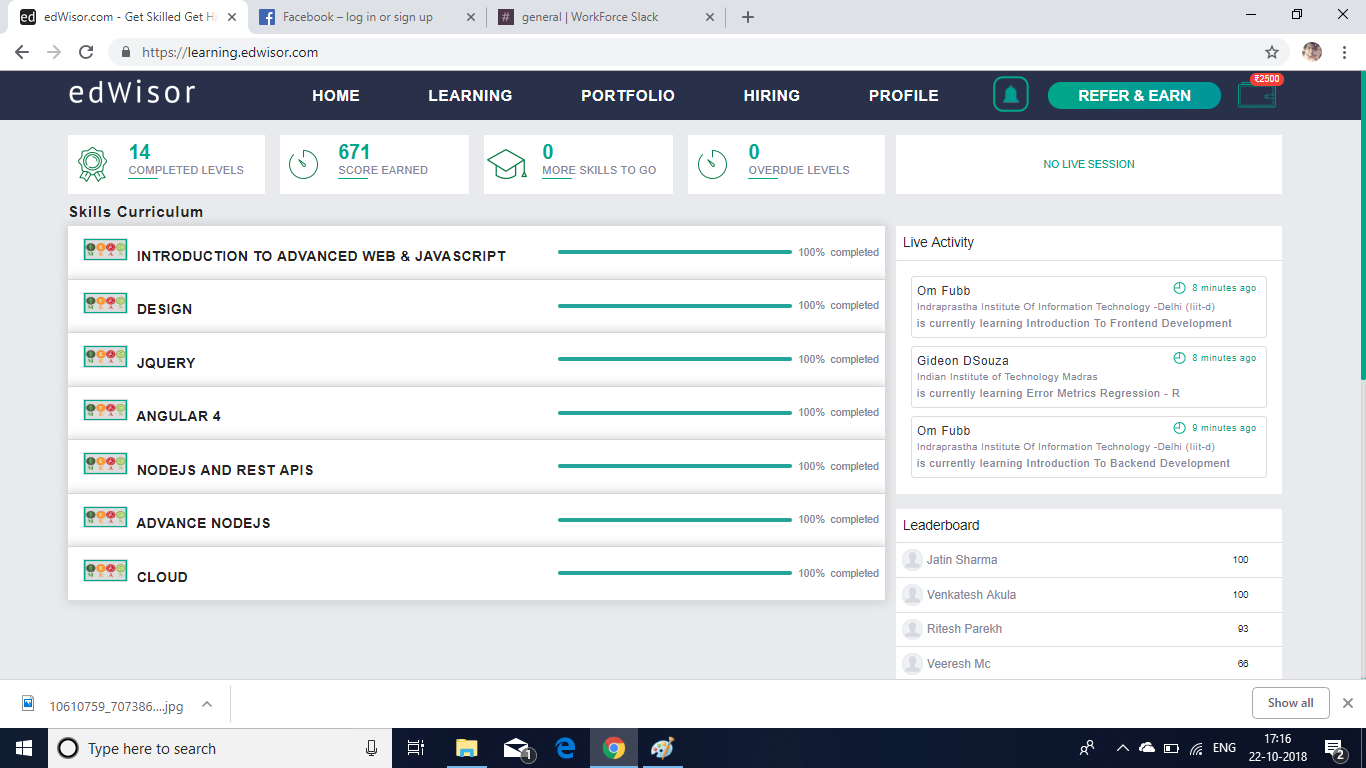 edWisor.com - Get Skilled Get Hi
Facebook – log in or sign up
general | WorkForce Slack
https://learning.edwisor.com
edWisor
HOME
LEARNING
PORTFOLIO
HIRING
PROFILE
REFER & EARN
₹2500
14
COMPLETED LEVELS
671
SCORE EARNED
0
MORE SKILLS TO GO
0
OVERDUE LEVELS
NO LIVE SESSION
Skills Curriculum
MEAN
INTRODUCTION TO ADVANCED WEB & JAVASCRIPT
100% completed
MEAN
DESIGN
100% completed
MEAN
JQUERY
100% completed
MEAN
ANGULAR 4
100% completed
MEAN
NODEJS AND REST APIS
100% completed
MEAN
ADVANCE NODEJS
100% completed
MEAN
CLOUD
100% completed
Live Activity
Om Fubb
8 minutes ago
Indraprastha Institute Of Information Technology -Delhi (Iiit-d)
is currently learning Introduction To Frontend Development
Gideon DSouza
8 minutes ago
Indian Institute of Technology Madras
is currently learning Error Metrics Regression - R
Om Fubb
9 minutes ago
Indraprastha Institute Of Information Technology -Delhi (Iiit-d)
is currently learning Introduction To Backend Development
Leaderboard
Jatin Sharma 100
Venkatesh Akula 100
Ritesh Parekh 93
Veeresh Mc 66
10610759_707386....jpg
Show all
Type here to search
1
ENG
17:16
22-10-2018
2